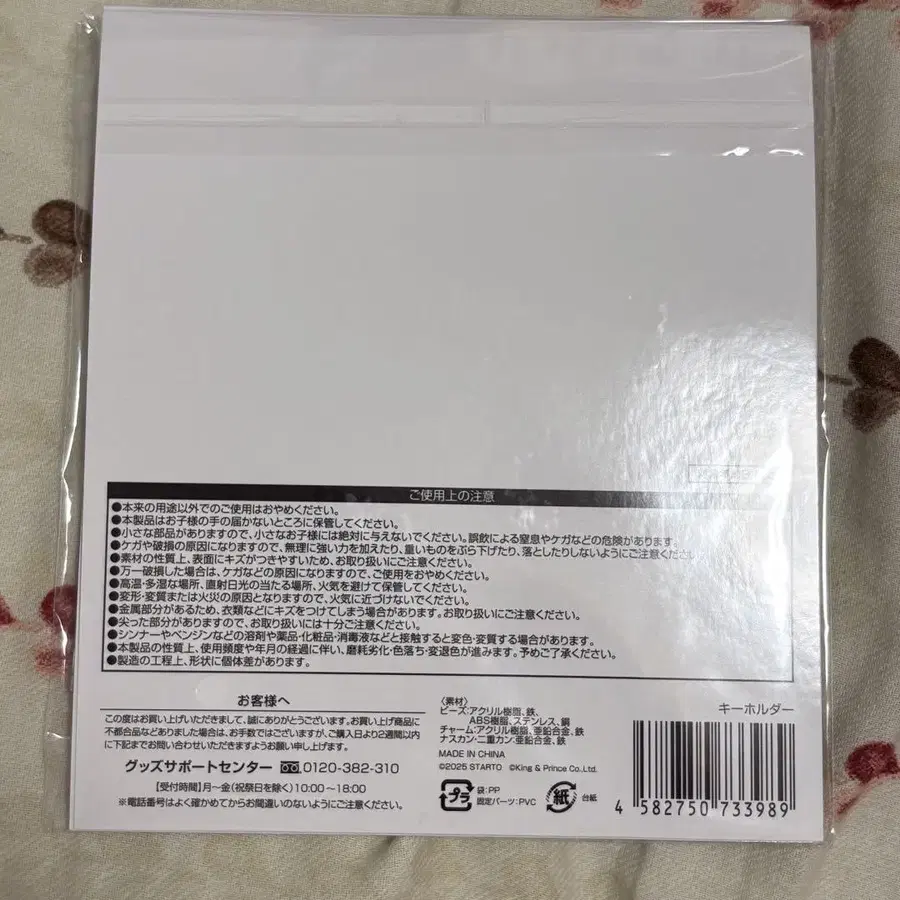 ご使用上の注意
●本来の用途以外でのご使用はおやめください。
●本製品はお子様の手の届かないところに保管してください。
●小さな部品がありますので、小さなお子様には絶対に与えないでください。誤飲による窒息やケガなどの危険があります。
●ケガや破損の原因になりますので、無理に強い力を加えたり、重いものをぶら下げたり、落としたりしないようにご注意ください
●素材の性質上、表面にキズがつきやすいため、お取り扱いにご注意ください。
●万一破損した場合は、ケガなどの原因になりますので、ご使用をおやめください。
●高温・多湿な場所、直射日光の当たる場所、火気を避けて保管してください。
●変形・変質または火災の原因となりますので、火気に近づけないでください。
●金属部分があるため、衣類などにキズをつけてしまう場合があります。お取り扱いにご注意ください。
●尖った部分がありますので、お取り扱いには十分ご注意ください。
●シンナーやベンジンなどの溶剤や薬品・化粧品・消毒液などと接触すると変色・変質する場合があります。
●本製品の性質上、使用頻度や年月の経過に伴い、磨耗劣化・色落ち・変退色が進みます。予めご了承ください。
●製造の工程上、形状に個体差があります。
お客様へ
この度はお買い上げいただきまして、誠にありがとうございます。お買い上げ商品に
不都合品などありました場合は、お手数ではございますが、ご購入日より2週間以内
に下記までお問い合わせいただきますようお願い申し上げます。
グッズサポートセンター 0120-382-310
【受付時間】月〜金(祝祭日を除く)10:00〜18:00
※電話番号はよく確かめてからお間違いのないようにご注意ください。
〈素材〉
ビーズ:アクリル樹脂、鉄、
ABS樹脂、ステンレス、銅
チャーム:アクリル樹脂、亜鉛合金、鉄
ナスカン・二重カン:亜鉛合金、鉄
MADE IN CHINA
©2025 STARTO ©King & Prince Co.,Ltd.
プラ 袋:PP
固定パーツ:PVC
紙 台紙
キーホルダー
4 582750 733989